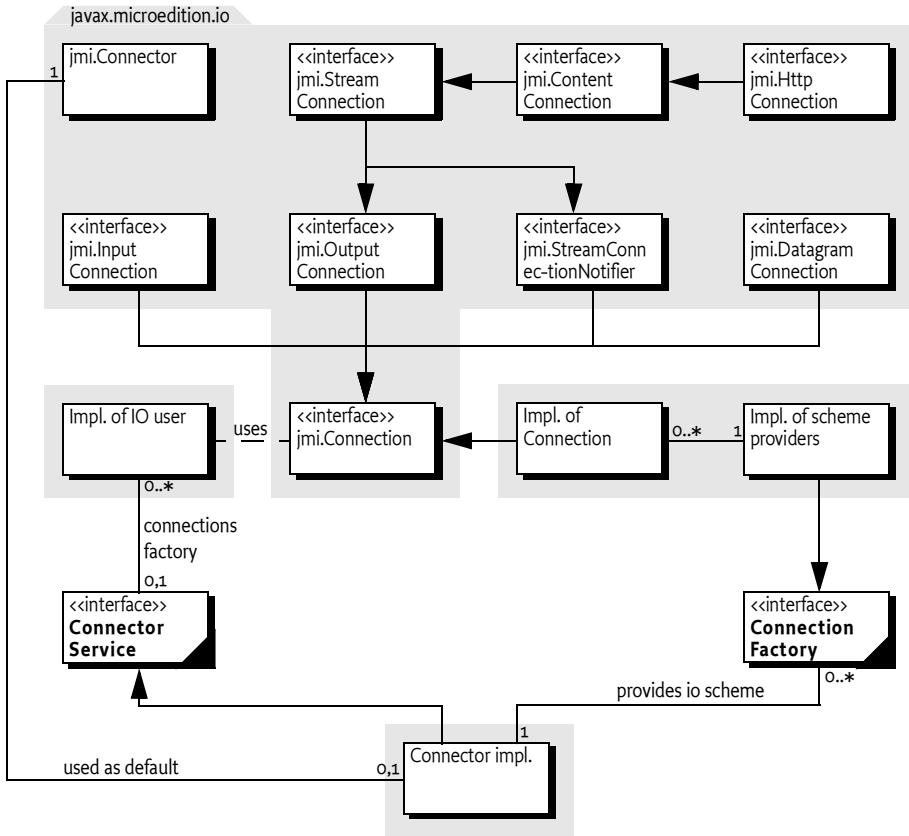 javax.microedition.io
jmi.Connector
1
<<interface>>
jmi.Stream
Connection
<<interface>>
jmi.Content
Connection
<<interface>>
jmi.Http
Connection
<<interface>>
jmi.Input
Connection
<<interface>>
jmi.Output
Connection
<<interface>>
jmi.StreamConn
ec-tionNotifier
<<interface>>
jmi.Datagram
Connection
Impl. of IO user
uses
<<interface>>
jmi.Connection
Impl. of
Connection
0..*
1
Impl. of scheme
providers
0..*
connections
factory
0,1
<<interface>>
Connector
Service
<<interface>>
Connection
Factory
0..*
provides io scheme
1
Connector impl.
used as default
0,1